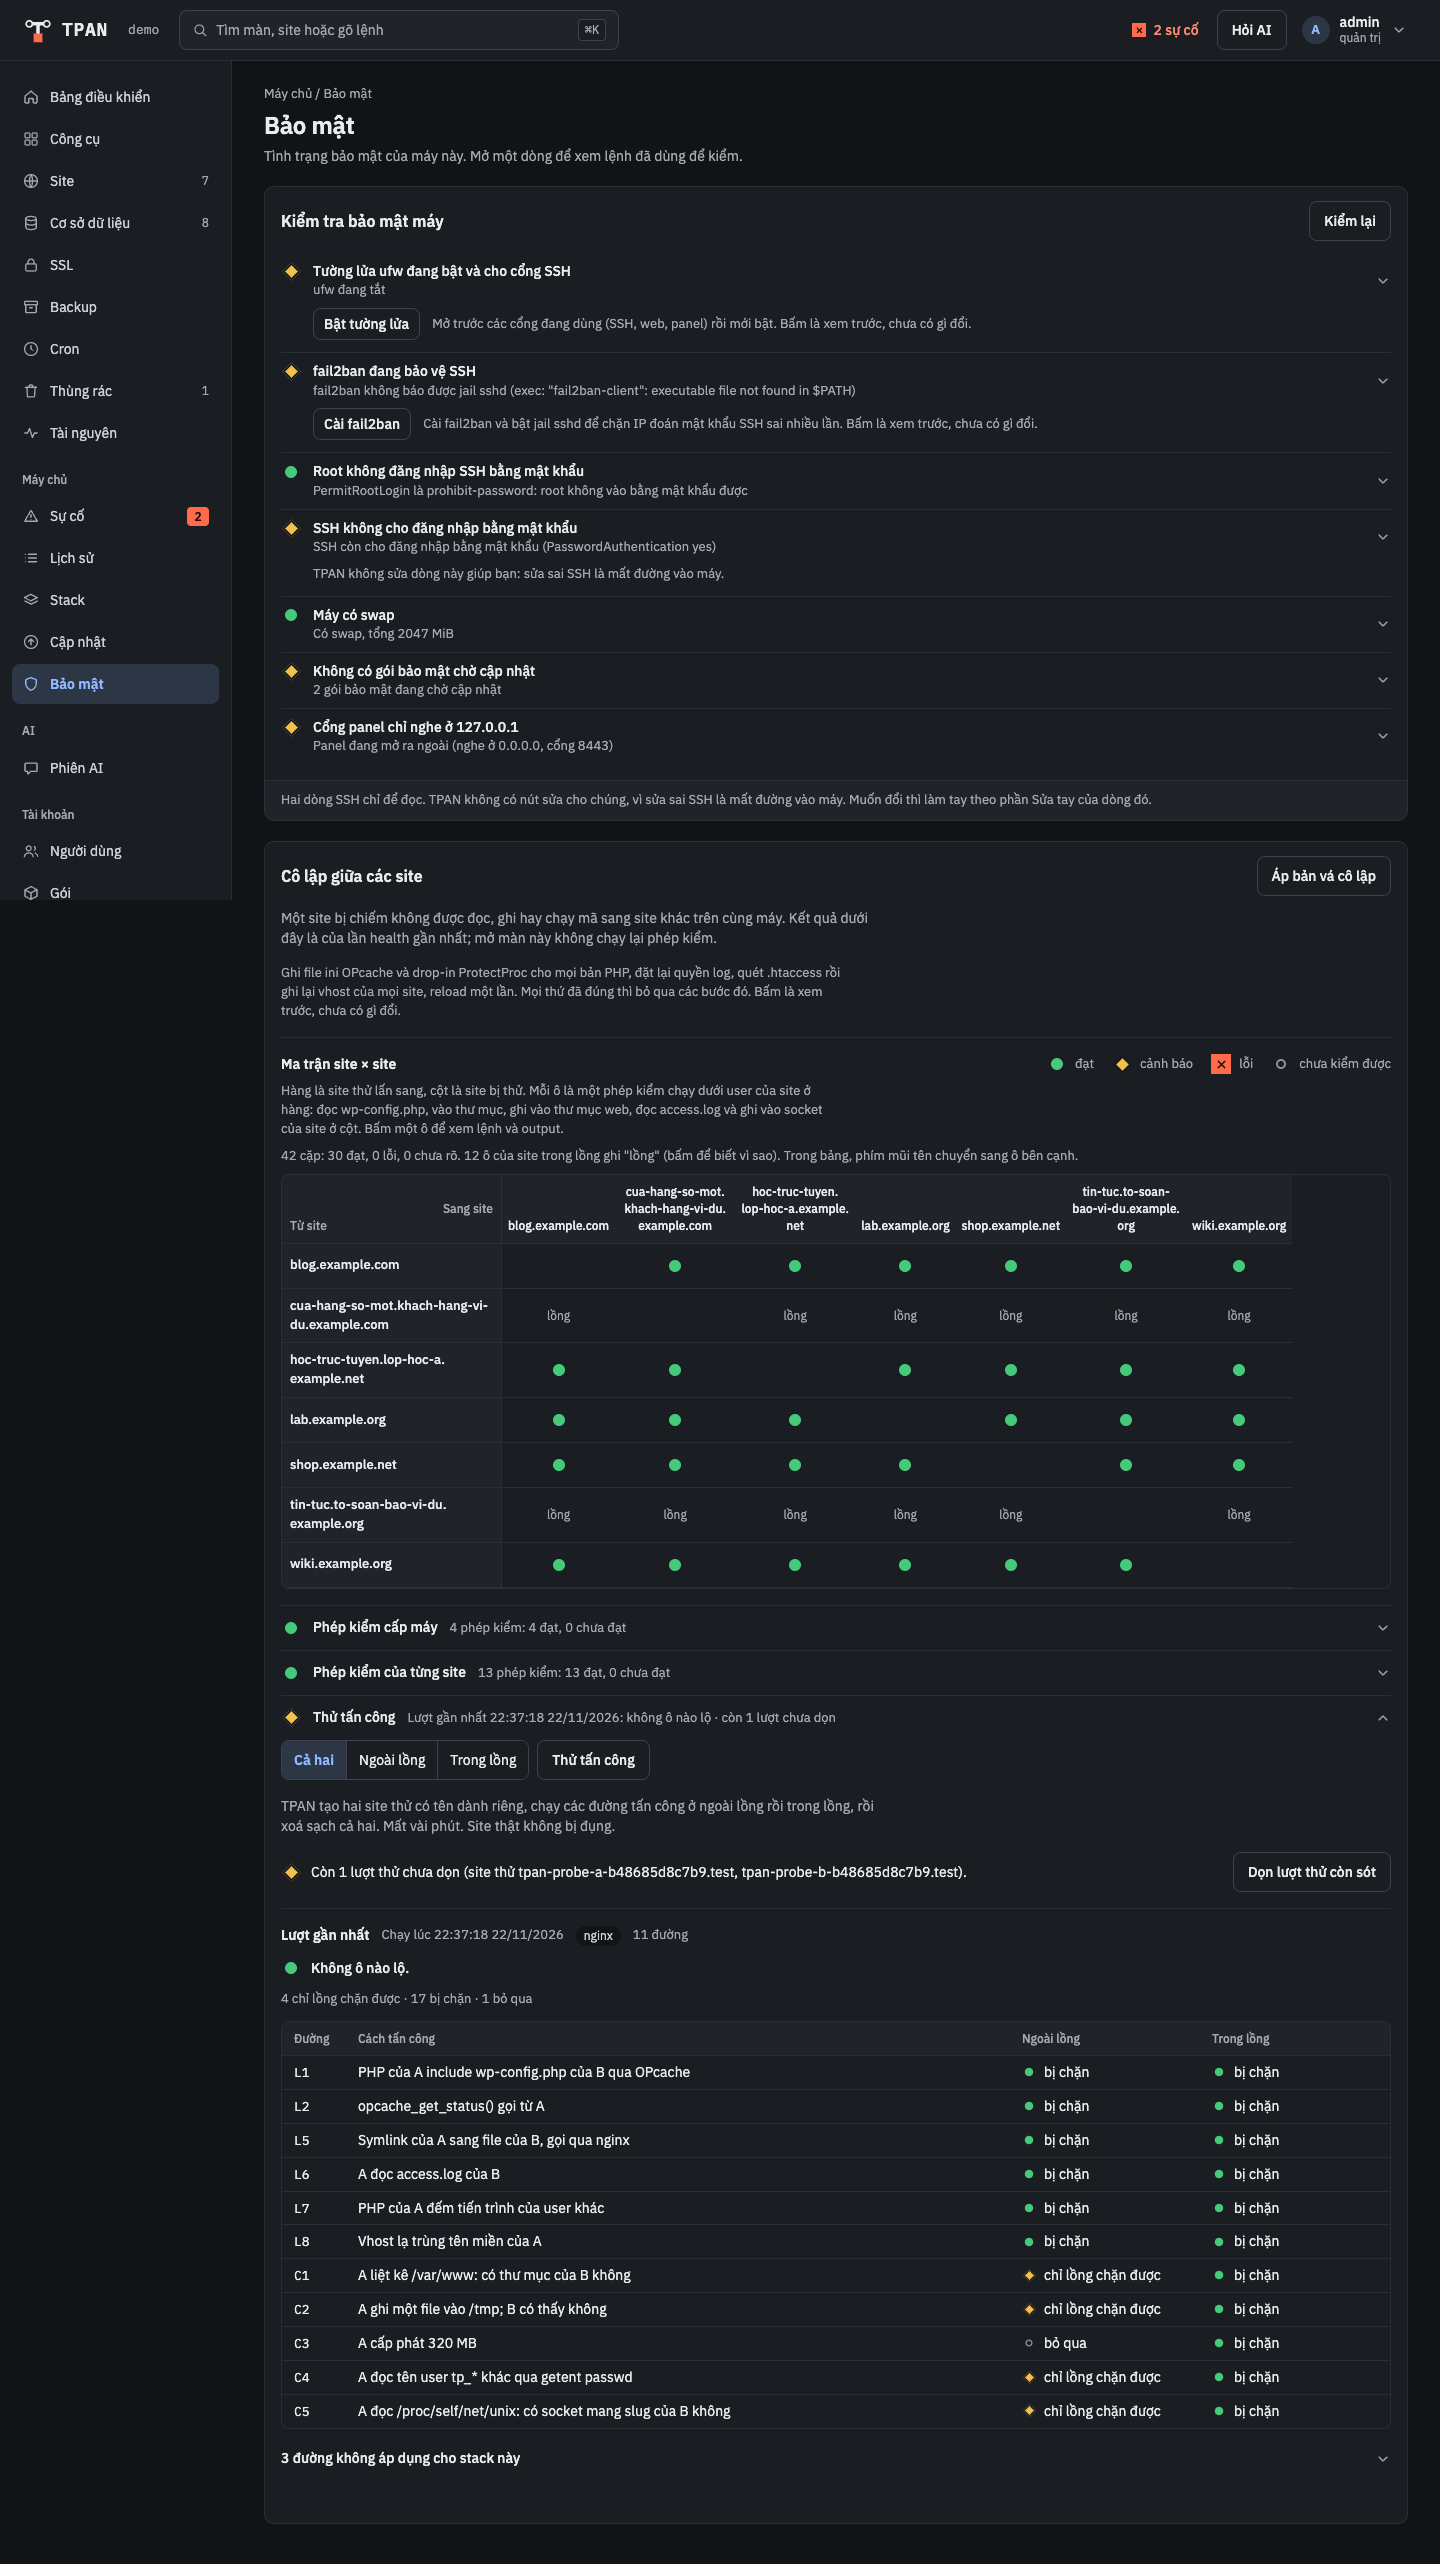 TPAN demo
Tìm màn, site hoặc gõ lệnh ⌘K
2 sự cố
Hỏi AI
A
admin
quản trị
Bảng điều khiển
Công cụ
Site 7
Cơ sở dữ liệu 8
SSL
Backup
Cron
Thùng rác 1
Tài nguyên
Máy chủ
Sự cố 2
Lịch sử
Stack
Cập nhật
Bảo mật
AI
Phiên AI
Tài khoản
Người dùng
Gói
Máy chủ / Bảo mật
Bảo mật
Tình trạng bảo mật của máy này. Mở một dòng để xem lệnh đã dùng để kiểm.
Kiểm tra bảo mật máy
Kiểm lại
Tường lửa ufw đang bật và cho cổng SSH
ufw đang tắt
Bật tường lửa Mở trước các cổng đang dùng (SSH, web, panel) rồi mới bật. Bấm là xem trước, chưa có gì đổi.
fail2ban đang bảo vệ SSH
fail2ban không báo được jail sshd (exec: "fail2ban-client": executable file not found in $PATH)
Cài fail2ban Cài fail2ban và bật jail sshd để chặn IP đoán mật khẩu SSH sai nhiều lần. Bấm là xem trước, chưa có gì đổi.
Root không đăng nhập SSH bằng mật khẩu
PermitRootLogin là prohibit-password: root không vào bằng mật khẩu được
SSH không cho đăng nhập bằng mật khẩu
SSH còn cho đăng nhập bằng mật khẩu (PasswordAuthentication yes)
TPAN không sửa dòng này giúp bạn: sửa sai SSH là mất đường vào máy.
Máy có swap
Có swap, tổng 2047 MiB
Không có gói bảo mật chờ cập nhật
2 gói bảo mật đang chờ cập nhật
Cổng panel chỉ nghe ở 127.0.0.1
Panel đang mở ra ngoài (nghe ở 0.0.0.0, cổng 8443)
Hai dòng SSH chỉ để đọc. TPAN không có nút sửa cho chúng, vì sửa sai SSH là mất đường vào máy. Muốn đổi thì làm tay theo phần Sửa tay của dòng đó.
Cô lập giữa các site
Áp bản vá cô lập
Một site bị chiếm không được đọc, ghi hay chạy mã sang site khác trên cùng máy. Kết quả dưới
đây là của lần health gần nhất; mở màn này không chạy lại phép kiểm.
Ghi file ini OPcache và drop-in ProtectProc cho mọi bản PHP, đặt lại quyền log, quét .htaccess rồi
ghi lại vhost của mọi site, reload một lần. Mọi thứ đã đúng thì bỏ qua các bước đó. Bấm là xem
trước, chưa có gì đổi.
Ma trận site × site
đạt cảnh báo lỗi chưa kiểm được
Hàng là site thử lấn sang, cột là site bị thử. Mỗi ô là một phép kiểm chạy dưới user của site ở
hàng: đọc wp-config.php, vào thư mục, ghi vào thư mục web, đọc access.log và ghi vào socket
của site ở cột. Bấm một ô để xem lệnh và output.
42 cặp: 30 đạt, 0 lỗi, 0 chưa rõ. 12 ô của site trong lồng ghi "lồng" (bấm để biết vì sao). Trong bảng, phím mũi tên chuyển sang ô bên cạnh.
Sang site
Từ site
blog.example.com
cua-hang-so-mot.
khach-hang-vi-du.
example.com
hoc-truc-tuyen.
lop-hoc-a.example.
net
lab.example.org
shop.example.net
tin-tuc.to-soan-
bao-vi-du.example.
org
wiki.example.org
blog.example.com
cua-hang-so-mot.khach-hang-vi-
du.example.com
lồng lồng lồng lồng lồng lồng
hoc-truc-tuyen.lop-hoc-a.
example.net
lab.example.org
shop.example.net
tin-tuc.to-soan-bao-vi-du.
example.org
lồng lồng lồng lồng lồng lồng
wiki.example.org
Phép kiểm cấp máy 4 phép kiểm: 4 đạt, 0 chưa đạt
Phép kiểm của từng site 13 phép kiểm: 13 đạt, 0 chưa đạt
Thử tấn công Lượt gần nhất 22:37:18 22/11/2026: không ô nào lộ · còn 1 lượt chưa dọn
Cả hai Ngoài lồng Trong lồng Thử tấn công
TPAN tạo hai site thử có tên dành riêng, chạy các đường tấn công ở ngoài lồng rồi trong lồng, rồi
xoá sạch cả hai. Mất vài phút. Site thật không bị đụng.
Còn 1 lượt thử chưa dọn (site thử tpan-probe-a-b48685d8c7b9.test, tpan-probe-b-b48685d8c7b9.test).
Dọn lượt thử còn sót
Lượt gần nhất Chạy lúc 22:37:18 22/11/2026 nginx 11 đường
Không ô nào lộ.
4 chỉ lồng chặn được · 17 bị chặn · 1 bỏ qua
Đường Cách tấn công Ngoài lồng Trong lồng
L1 PHP của A include wp-config.php của B qua OPcache bị chặn bị chặn
L2 opcache_get_status() gọi từ A bị chặn bị chặn
L5 Symlink của A sang file của B, gọi qua nginx bị chặn bị chặn
L6 A đọc access.log của B bị chặn bị chặn
L7 PHP của A đếm tiến trình của user khác bị chặn bị chặn
L8 Vhost lạ trùng tên miền của A bị chặn bị chặn
C1 A liệt kê /var/www: có thư mục của B không chỉ lồng chặn được bị chặn
C2 A ghi một file vào /tmp; B có thấy không chỉ lồng chặn được bị chặn
C3 A cấp phát 320 MB bỏ qua bị chặn
C4 A đọc tên user tp_* khác qua getent passwd chỉ lồng chặn được bị chặn
C5 A đọc /proc/self/net/unix: có socket mang slug của B không chỉ lồng chặn được bị chặn
3 đường không áp dụng cho stack này